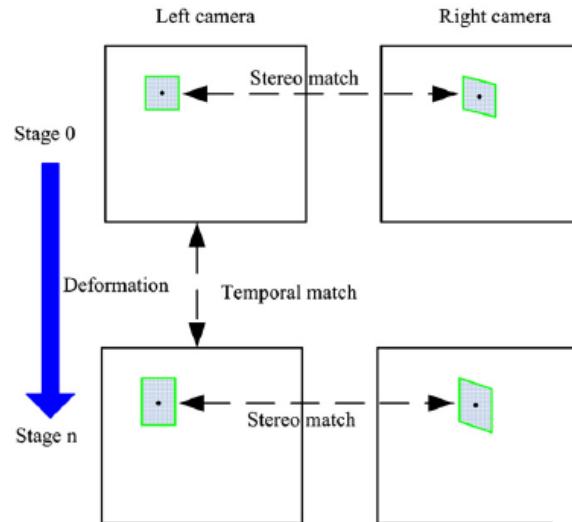 Left camera
Right camera
Stereo match
Stage 0
Deformation
Temporal match
Stereo match
Stage n